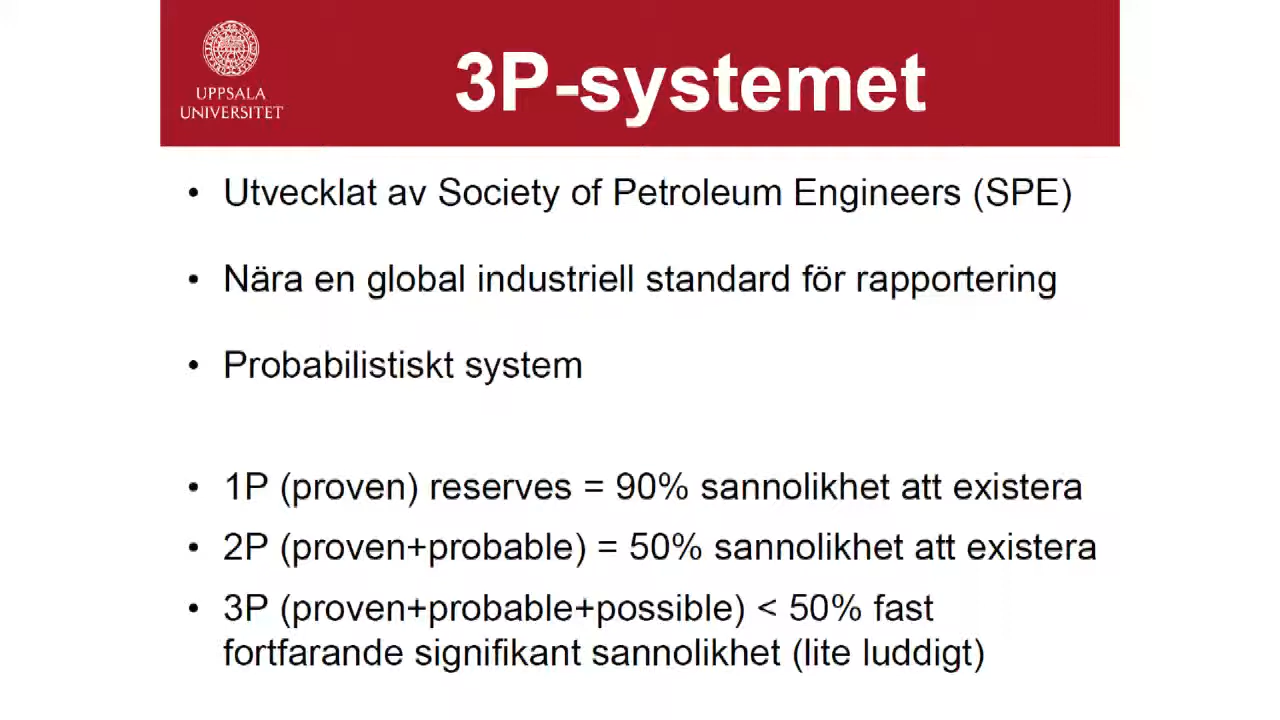 UPPSALA
UNIVERSITET
3P-systemet
• Utvecklat av Society of Petroleum Engineers (SPE)
• Nära en global industriell standard för rapportering
• Probabilistiskt system
• 1P (proven) reserves = 90% sannolikhet att existera
• 2P (proven+probable) = 50% sannolikhet att existera
• 3P (proven+probable+possible) < 50% fast
fortfarande signifikant sannolikhet (lite luddigt)